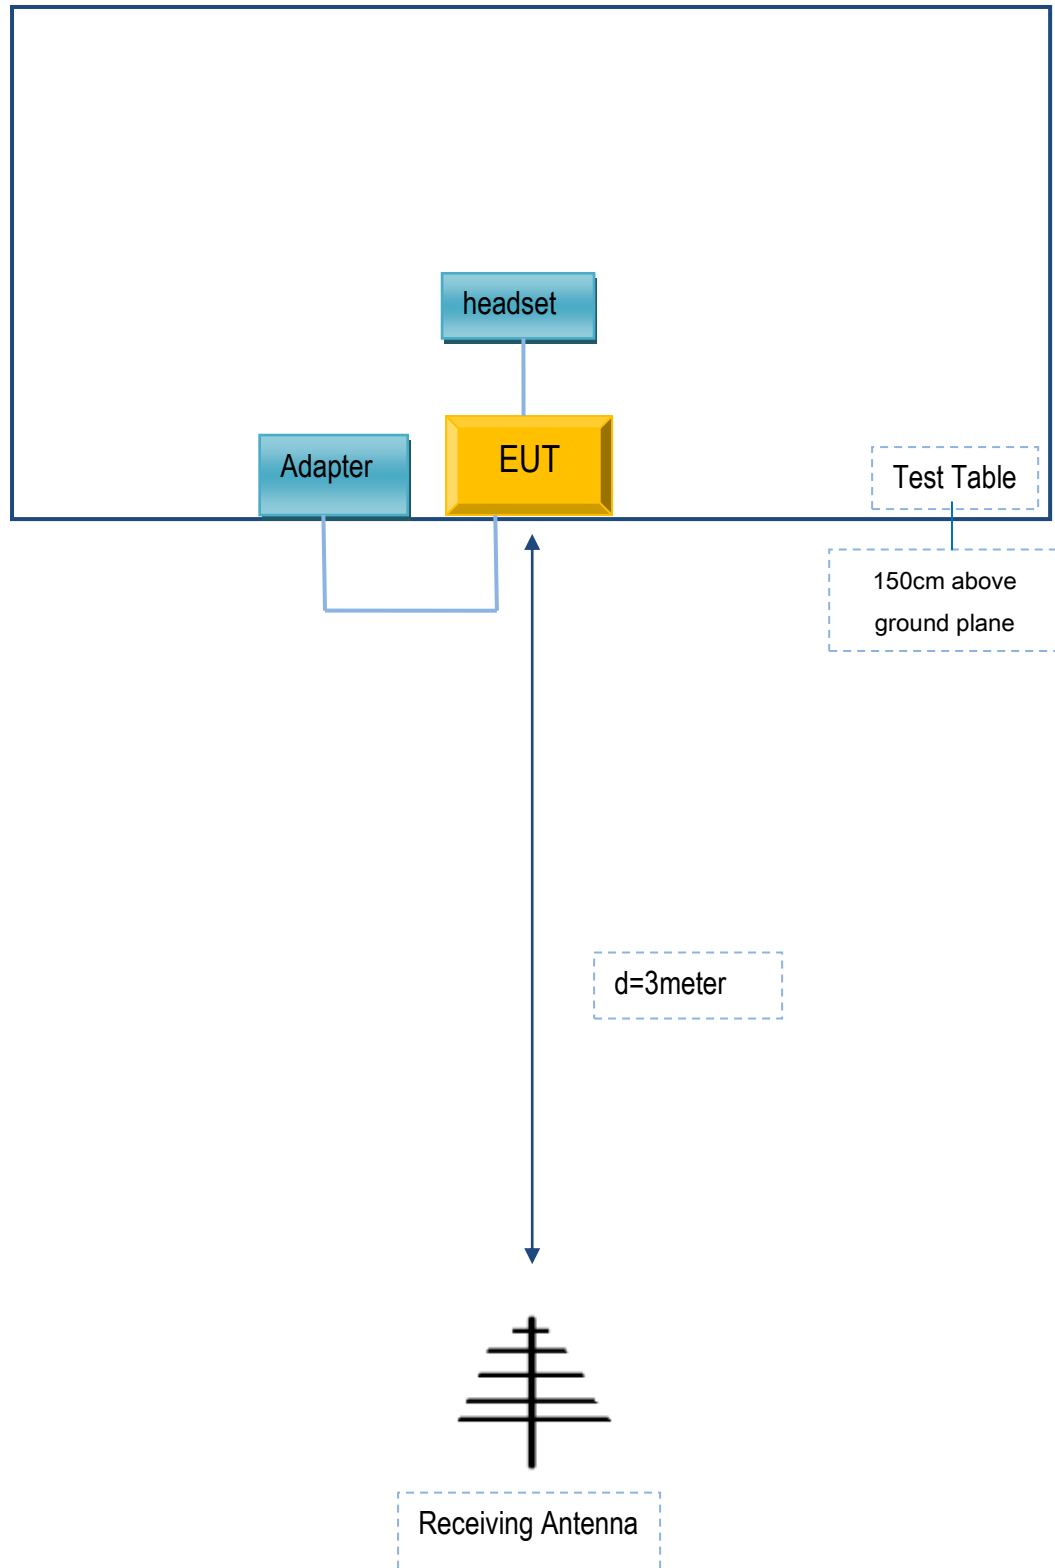 headset
EUT
Adapter
Test Table
150cm above
ground plane
d=3meter
Receiving Antenna